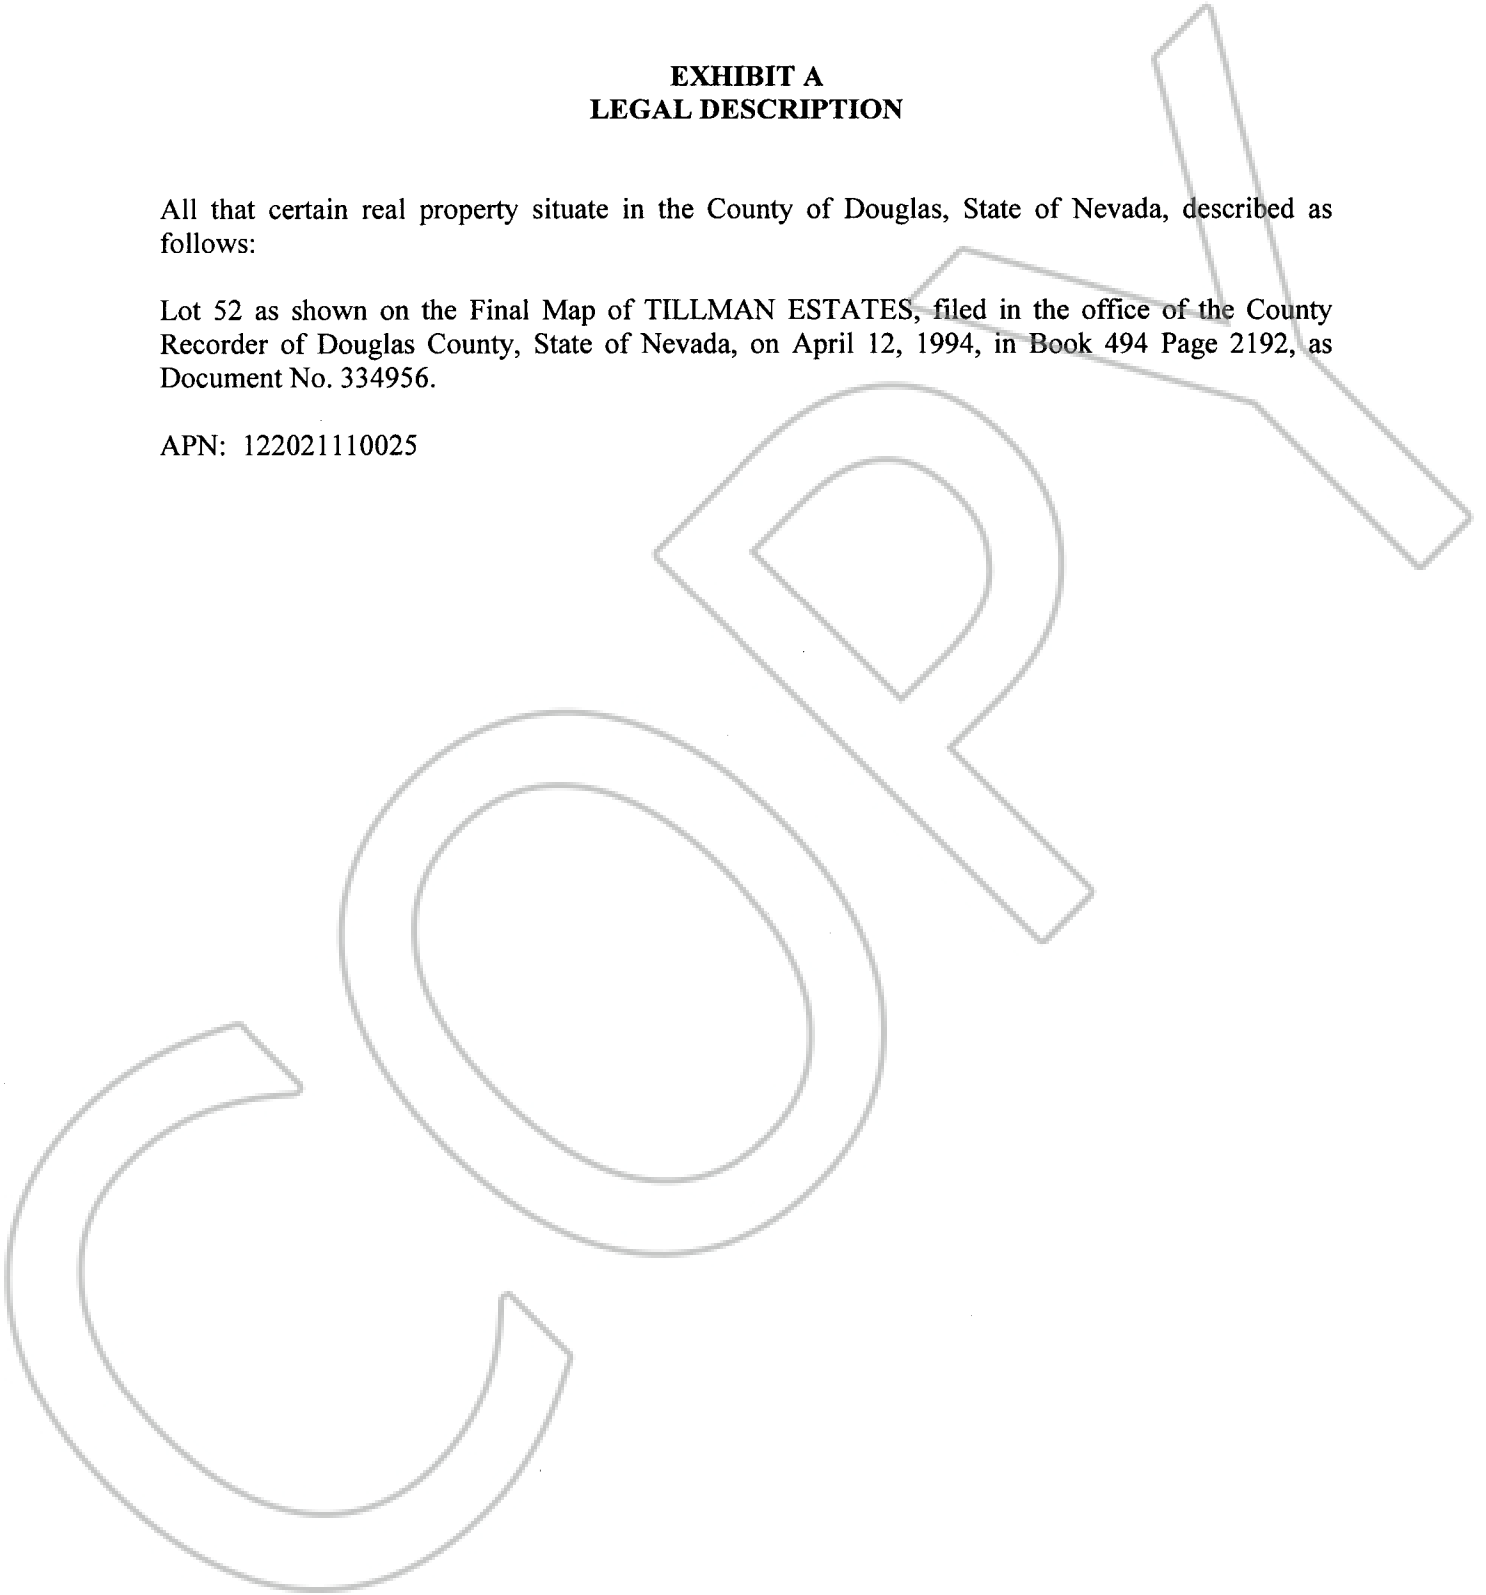 EXHIBIT A
LEGAL DESCRIPTION
All that certain real property situate in the County of Douglas, State of Nevada, described as
follows:
Lot 52 as shown on the Final Map of TILLMAN ESTATES, filed in the office of the County
Recorder of Douglas County, State of Nevada, on April 12, 1994, in Book 494 Page 2192, as
Document No. 334956.
APN: 122021110025
COPY